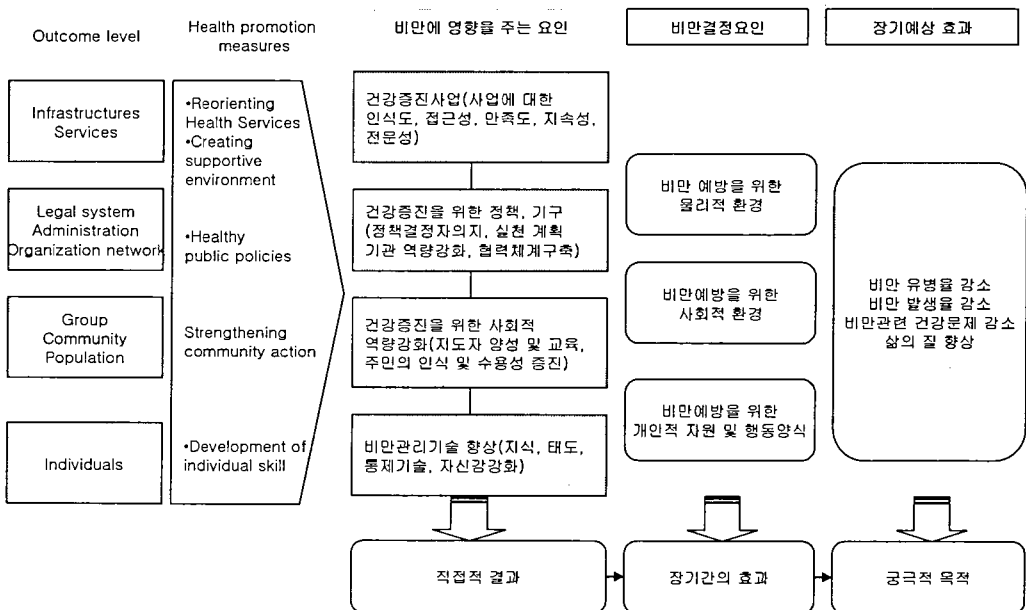 Outcome level
Health promotion
measures
비만에 영향을 주는 요인
비만결정요인
장기예상 효과
Infrastructures
Services
•Reorienting
Health Services
•Creating
supportive
environment
건강증진사업(사업에 대한
인식도, 접근성, 만족도, 지속성,
전문성)
Legal system
Administration
Organization network
•Healthy
public policies
건강증진을 위한 정책, 기구
(정책결정자의지, 실천 계획
기관 역량강화, 협력체계구축)
Group
Community
Population
Strengthening
community action
건강증진을 위한 사회적
역량강화(지도자 양성 및 교육,
주민의 인식 및 수용성 증진)
Individuals
•Development of
individual skill
비만관리기술 향상(지식, 태도,
통제기술, 자신감강화)
비만 예방을 위한
물리적 환경
비만예방을 위한
사회적 환경
비만예방을 위한
개인적 자원 및 행동양식
비만 유병율 감소
비만 발생율 감소
비만관련 건강문제 감소
삶의 질 향상
직접적 결과
장기간의 효과
궁극적 목적